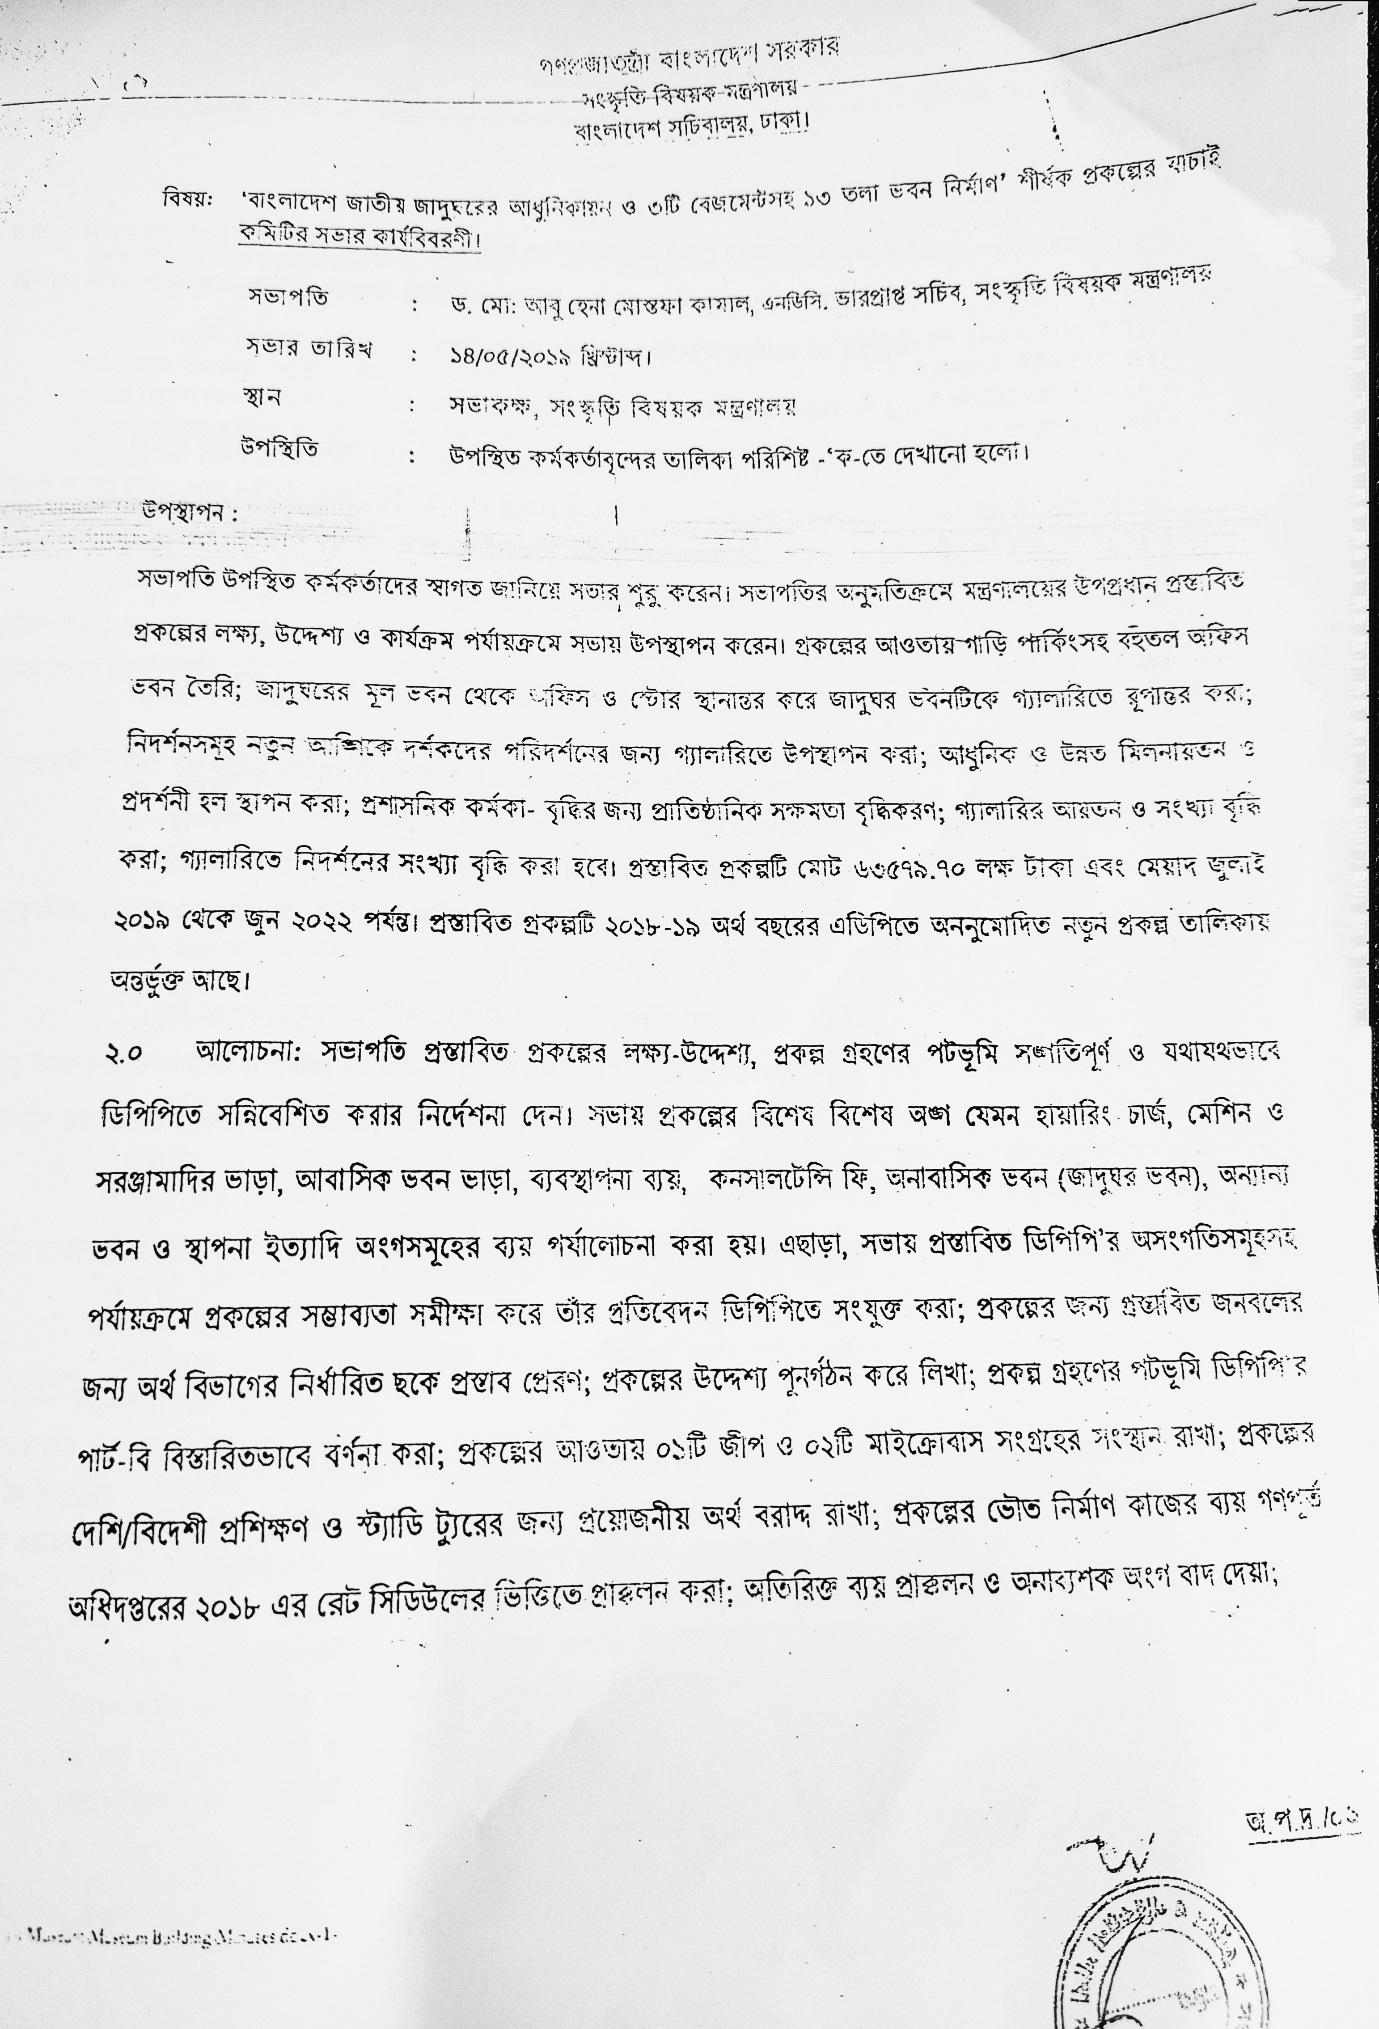 গণপ্রজাতন্ত্রী বাংলাদেশ সরকার
সংস্কৃতি বিষয়ক মন্ত্রণালয়
বাংলাদেশ সচিবালয়, ঢাকা।
বিষয়: ‘বাংলাদেশ জাতীয় জাদুঘরের আধুনিকায়ন ও ৩টি বেজমেন্টসহ ১৩ তলা ভবন নির্মাণ’ শীর্ষক প্রকল্পের যাচাই
কমিটির সভার কার্যবিবরণী।
সভাপতি : ড. মো: আবু হেনা মোস্তফা কামাল, এনডিসি. ভারপ্রাপ্ত সচিব, সংস্কৃতি বিষয়ক মন্ত্রণালয়
সভার তারিখ : ১৪/০৫/২০১৯ খ্রিস্টাব্দ।
স্থান : সভাকক্ষ, সংস্কৃতি বিষয়ক মন্ত্রণালয়
উপস্থিতি : উপস্থিত কর্মকর্তাবৃন্দের তালিকা পরিশিষ্ট -‘ক-তে দেখানো হলো।
উপস্থাপন :
সভাপতি উপস্থিত কর্মকর্তাদের স্বাগত জানিয়ে সভার শুরু করেন। সভাপতির অনুমতিক্রমে মন্ত্রণালয়ের উপপ্রধান প্রস্তাবিত
প্রকল্পের লক্ষ্য, উদ্দেশ্য ও কার্যক্রম পর্যায়ক্রমে সভায় উপস্থাপন করেন। প্রকল্পের আওতায় গাড়ি পার্কিংসহ বহুতল অফিস
ভবন তৈরি; জাদুঘরের মূল ভবন থেকে অফিস ও স্টোর স্থানান্তর করে জাদুঘর ভবনটিকে গ্যালারিতে রূপান্তর করা;
নিদর্শনসমূহ নতুন আঙ্গিকে দর্শকদের পরিদর্শনের জন্য গ্যালারিতে উপস্থাপন করা; আধুনিক ও উন্নত মিলনায়তন ও
প্রদর্শনী হল স্থাপন করা; প্রশাসনিক কর্মকা- বৃদ্ধির জন্য প্রাতিষ্ঠানিক সক্ষমতা বৃদ্ধিকরণ; গ্যালারির আয়তন ও সংখ্যা বৃদ্ধি
করা; গ্যালারিতে নিদর্শনের সংখ্যা বৃদ্ধি করা হবে। প্রস্তাবিত প্রকল্পটি মোট ৬৩৫৭৯.৭০ লক্ষ টাকা এবং মেয়াদ জুলাই
২০১৯ থেকে জুন ২০২২ পর্যন্ত। প্রস্তাবিত প্রকল্পটি ২০১৮-১৯ অর্থ বছরের এডিপিতে অননুমোদিত নতুন প্রকল্প তালিকায়
অন্তর্ভুক্ত আছে।
২.০ আলোচনা: সভাপতি প্রস্তাবিত প্রকল্পের লক্ষ্য-উদ্দেশ্য, প্রকল্প গ্রহণের পটভূমি সঙ্গতিপূর্ণ ও যথাযথভাবে
ডিপিপিতে সন্নিবেশিত করার নির্দেশনা দেন। সভায় প্রকল্পের বিশেষ বিশেষ অঙ্গ যেমন হায়ারিং চার্জ, মেশিন ও
সরঞ্জামাদির ভাড়া, আবাসিক ভবন ভাড়া, ব্যবস্থাপনা ব্যয়, কনসালটেন্সি ফি, অনাবাসিক ভবন (জাদুঘর ভবন), অন্যান্য
ভবন ও স্থাপনা ইত্যাদি অংগসমূহের ব্যয় পর্যালোচনা করা হয়। এছাড়া, সভায় প্রস্তাবিত ডিপিপি’র অসংগতিসমূহসহ
পর্যায়ক্রমে প্রকল্পের সম্ভাব্যতা সমীক্ষা করে তাঁর প্রতিবেদন ডিপিপিতে সংযুক্ত করা; প্রকল্পের জন্য প্রস্তাবিত জনবলের
জন্য অর্থ বিভাগের নির্ধারিত ছকে প্রস্তাব প্রেরণ; প্রকল্পের উদ্দেশ্য পুনর্গঠন করে লিখা; প্রকল্প গ্রহণের পটভূমি ডিপিপি’র
পার্ট-বি বিস্তারিতভাবে বর্ণনা করা; প্রকল্পের আওতায় ০১টি জীপ ও ০২টি মাইক্রোবাস সংগ্রহের সংস্থান রাখা; প্রকল্পের
দেশি/বিদেশী প্রশিক্ষণ ও স্ট্যাডি ট্যুরের জন্য প্রয়োজনীয় অর্থ বরাদ্দ রাখা; প্রকল্পের ভৌত নির্মাণ কাজের ব্যয় গণপূর্ত
অধিদপ্তরের ২০১৮ এর রেট সিডিউলের ভিত্তিতে প্রাক্কলন করা; অতিরিক্ত ব্যয় প্রাক্কলন ও অনাব্যশক অংগ বাদ দেয়া;
অ.প.দ্র./
Museum Building Minutes